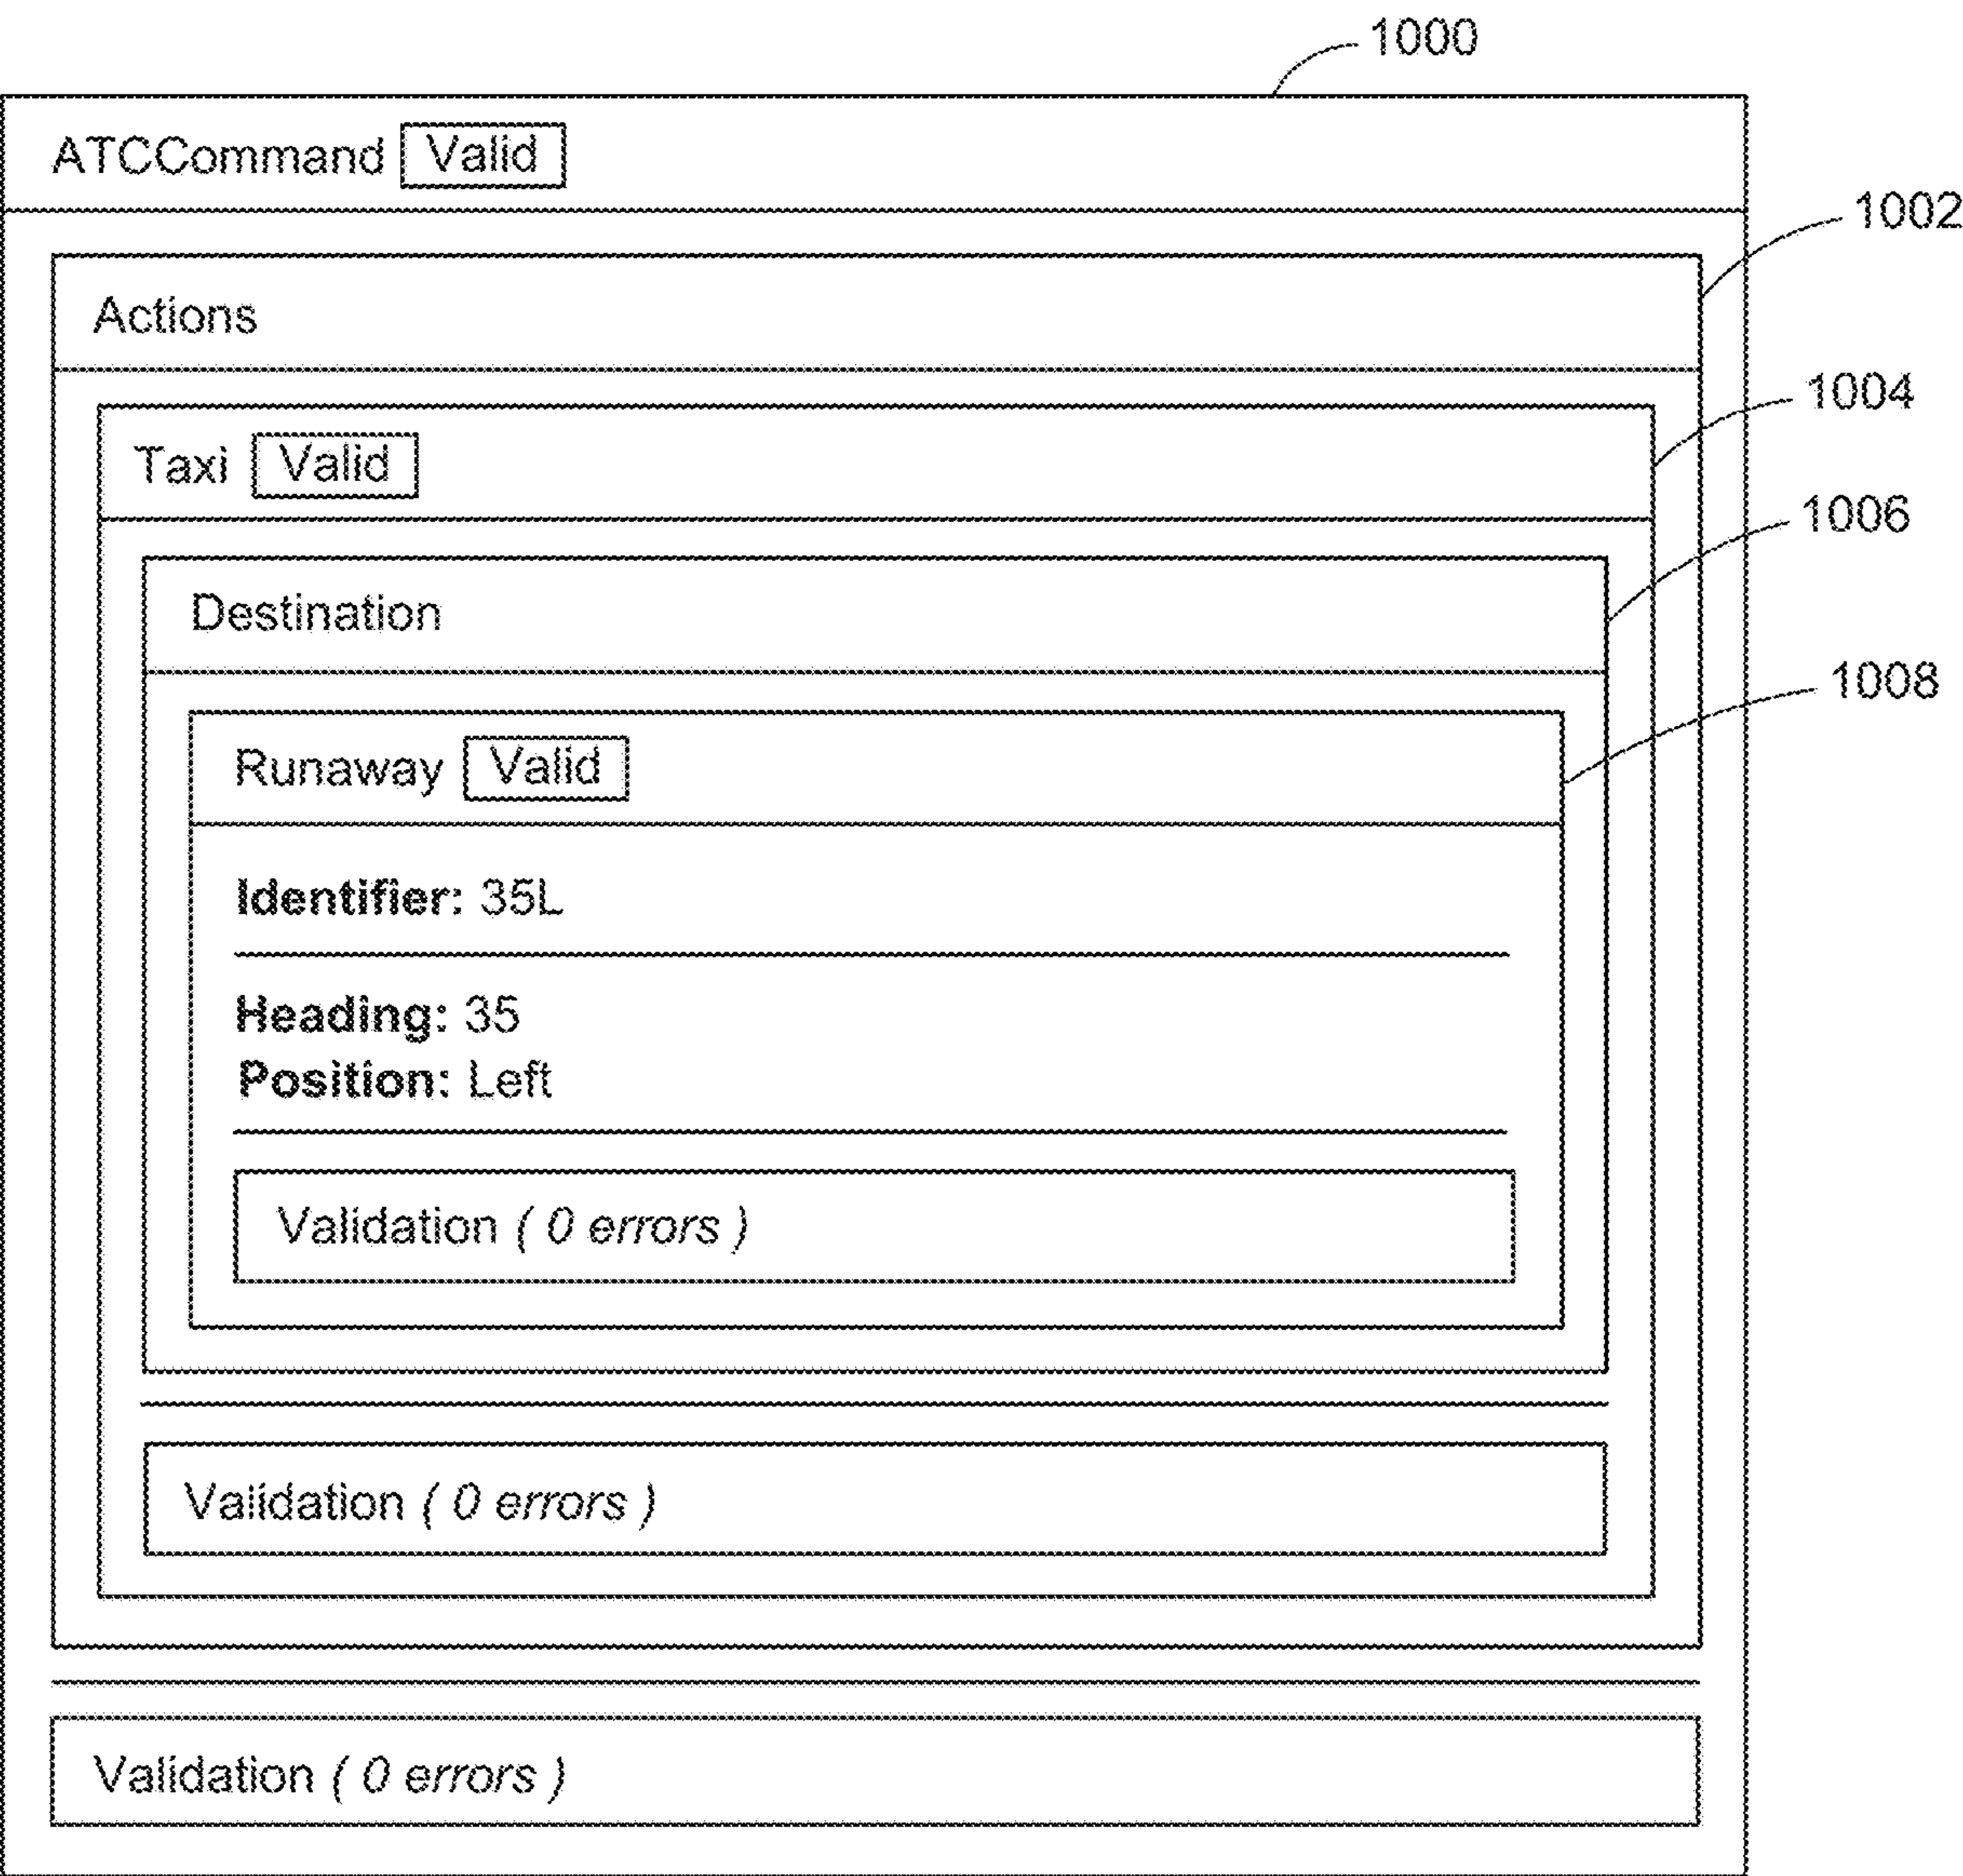 1000
ATCCommand Valid
1002
Actions
1004
Taxi Valid
1006
Destination
1008
Runaway Valid
Identifier: 35L
Heading: 35
Position: Left
Validation ( 0 errors )
Validation ( 0 errors )
Validation ( 0 errors )